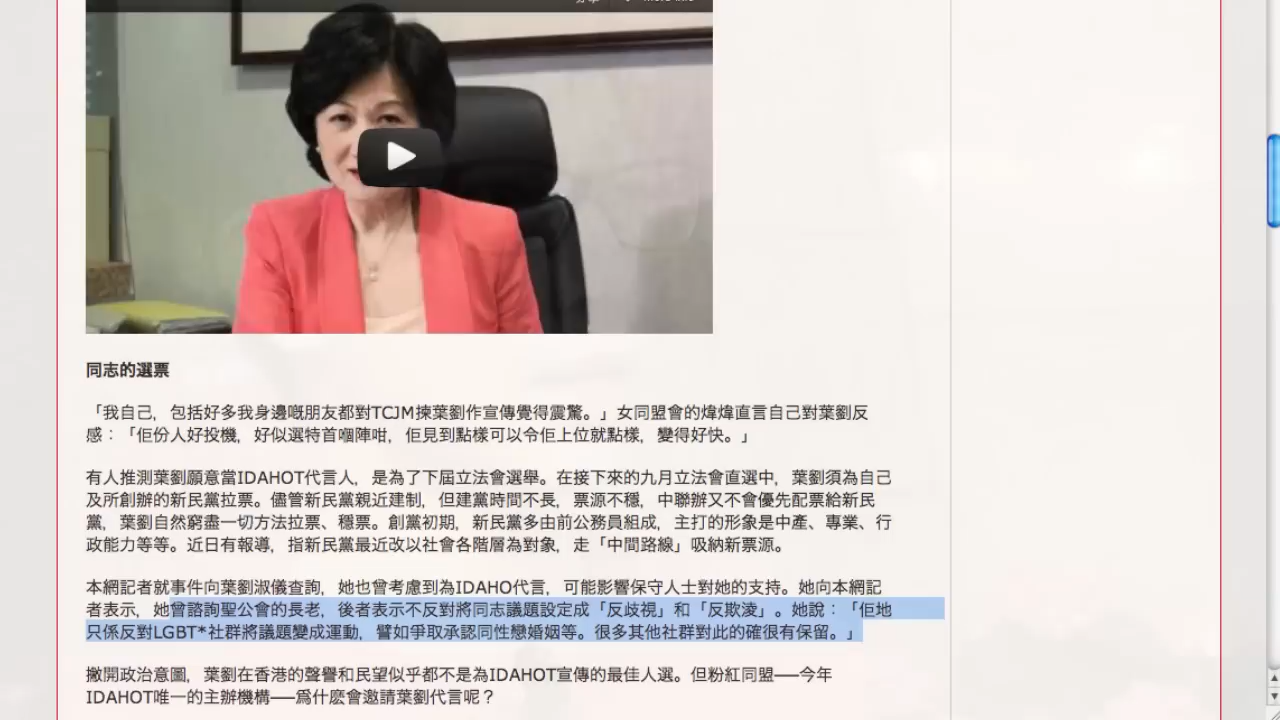 同志的選票
「我自己，包括好多我身邊嘅朋友都對TCJM揀葉劉作宣傳覺得震驚。」女同盟會的煒煒直言自己對葉劉反
感：「佢份人好投機，好似選特首嗰陣咁，佢見到點樣可以令佢上位就點樣，變得好快。」
有人推測葉劉願意當IDAHOT代言人，是為了下屆立法會選舉。在接下來的九月立法會直選中，葉劉須為自己
及所創辦的新民黨拉票。儘管新民黨親近建制，但建黨時間不長，票源不穩，中聯辦又不會優先配票給新民
黨，葉劉自然窮盡一切方法拉票、穩票。創黨初期，新民黨多由前公務員組成，主打的形象是中產、專業、行
政能力等等。近日有報導，指新民黨最近改以社會各階層為對象，走「中間路線」吸納新票源。
本網記者就事件向葉劉淑儀查詢，她也曾考慮到為IDAHO代言，可能影響保守人士對她的支持。她向本網記
者表示，她曾諮詢聖公會的長老，後者表示不反對將同志議題設定成「反歧視」和「反欺淩」。她說：「佢地
只係反對LGBT*社群將議題變成運動，譬如爭取承認同性戀婚姻等。很多其他社群對此的確很有保留。」
撇開政治意圖，葉劉在香港的聲譽和民望似乎都不是為IDAHOT宣傳的最佳人選。但粉紅同盟──今年
IDAHOT唯一的主辦機構──爲什麽會邀請葉劉代言呢？